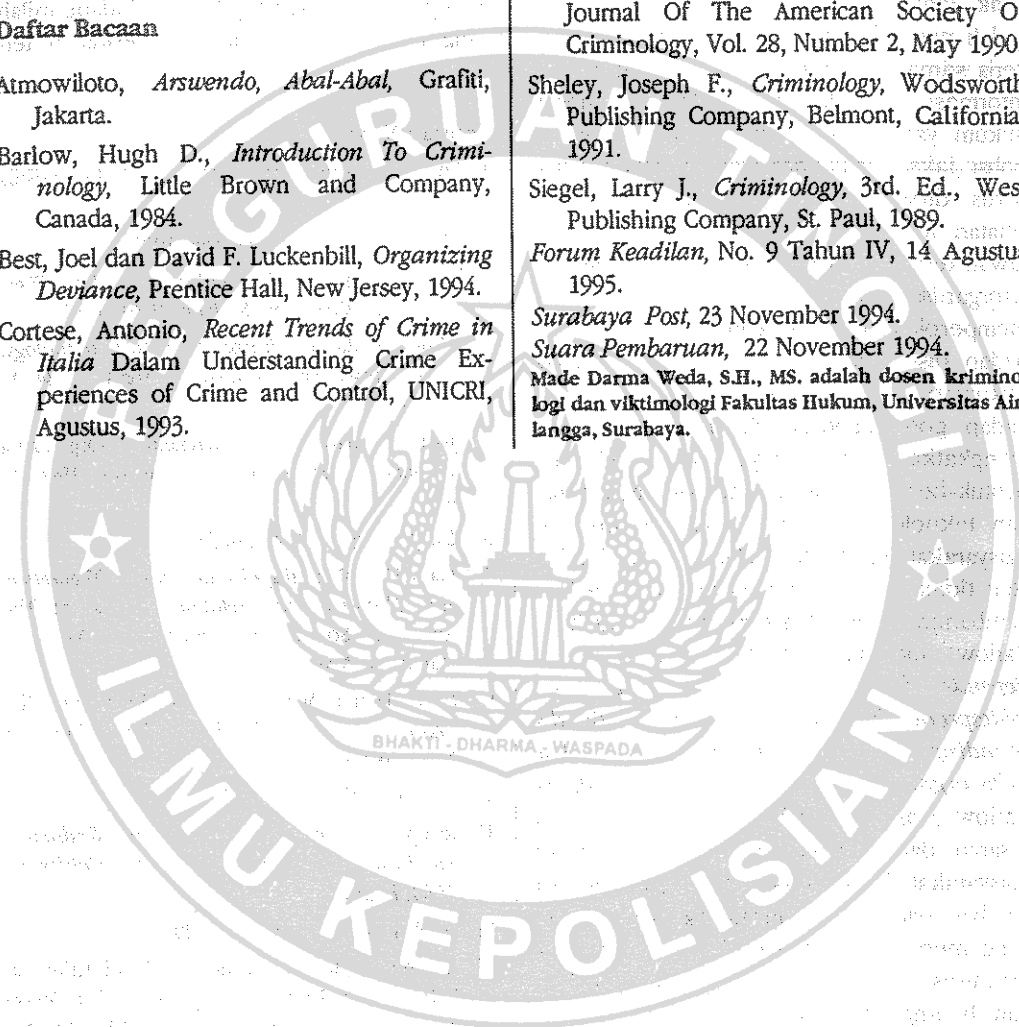 Daftar Bacaan
Atmowiloto, Arswendo, Abal-Abal, Grafiti,
Jakarta.
Barlow, Hugh D., Introduction To Crimi-
nology, Little Brown and Company,
Canada, 1984.
Best, Joel dan David F. Luckenbill, Organizing
Deviance, Prentice Hall, New Jersey, 1994.
Cortese, Antonio, Recent Trends of Crime in
Italia Dalam Understanding Crime Ex-
periences of Crime and Control, UNICRI,
Agustus, 1993.
Journal Of The American Society O
Criminology, Vol. 28, Number 2, May 1990
Sheley, Joseph F., Criminology, Wodsworth
Publishing Company, Belmont, California
1991.
Siegel, Larry J., Criminology, 3rd. Ed., Wes
Publishing Company, St. Paul, 1989.
Forum Keadilan, No. 9 Tahun IV, 14 Agustu
1995.
Surabaya Post, 23 November 1994.
Suara Pembaruan, 22 November 1994.
Made Darma Weda, S.H., MS. adalah dosen krimino
logi dan viktimologi Fakultas Hukum, Universitas Air
langga, Surabaya.
PERGURUAN TINGGI
BHAKTI - DHARMA - WASPADA
ILMU KEPOLISIAN